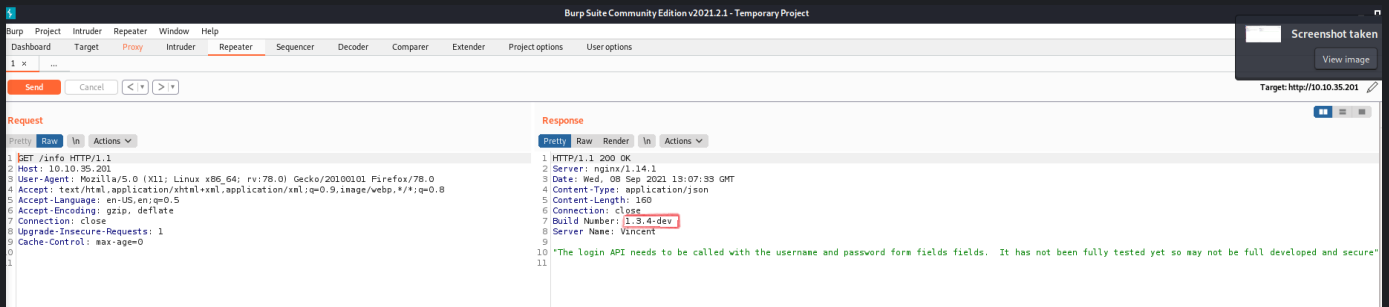 Burp Suite Community Edition v2021.2.1 - Temporary Project
Burp Project Intruder Repeater Window Help
Screenshot taken
View image
Dashboard Target Proxy Intruder Repeater Sequencer Decoder Comparer Extender Project options User options
1 × ...
Send Cancel < >
Target: http://10.10.35.201
Request
Pretty Raw \n Actions
1 GET /info HTTP/1.1
2 Host: 10.10.35.201
3 User-Agent: Mozilla/5.0 (X11; Linux x86_64; rv:78.0) Gecko/20100101 Firefox/78.0
4 Accept: text/html,application/xhtml+xml,application/xml;q=0.9,image/webp,*/*;q=0.8
5 Accept-Language: en-US,en;q=0.5
6 Accept-Encoding: gzip, deflate
7 Connection: close
8 Upgrade-Insecure-Requests: 1
9 Cache-Control: max-age=0
0
1
Response
Pretty Raw Render \n Actions
1 HTTP/1.1 200 OK
2 Server: nginx/1.14.1
3 Date: Wed, 08 Sep 2021 13:07:33 GMT
4 Content-Type: application/json
5 Content-Length: 160
6 Connection: close
7 Build Number: 1.3.4-dev
8 Server Name: Vincent
9
10 "The login API needs to be called with the username and password form fields fields.  It has not been fully tested yet so may not be full developed and secure"
11